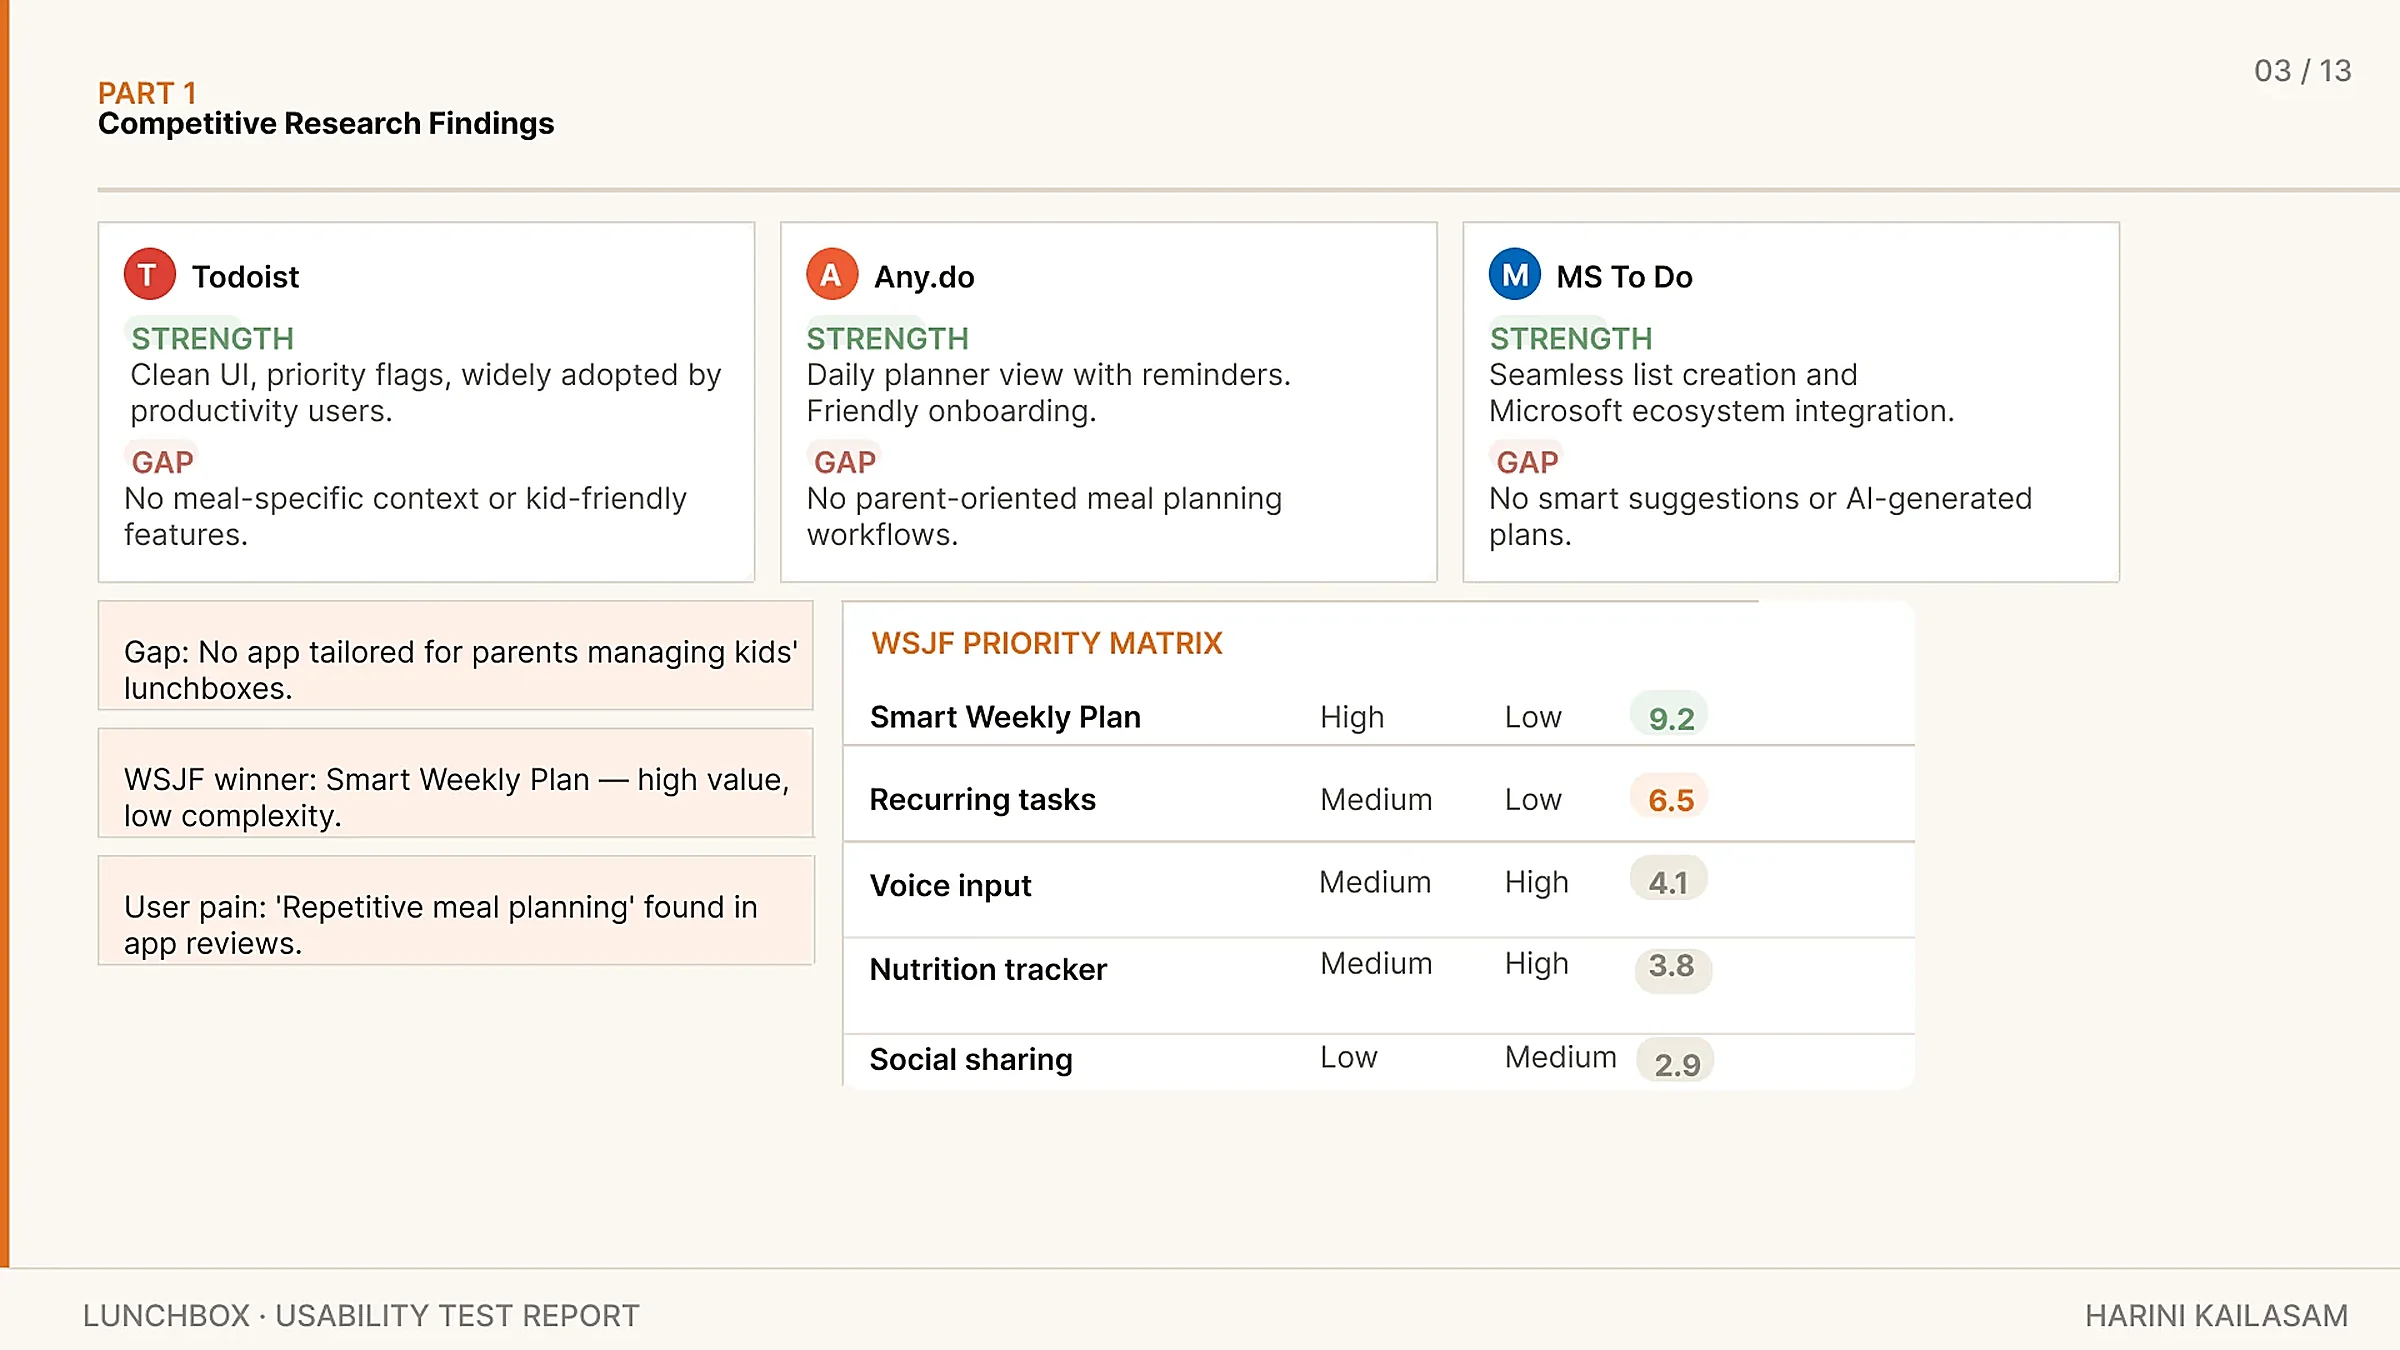 03 / 13
PART 1
Competitive Research Findings
T Todoist
STRENGTH
Clean UI, priority flags, widely adopted by
productivity users.
GAP
No meal-specific context or kid-friendly
features.
A Any.do
STRENGTH
Daily planner view with reminders.
Friendly onboarding.
GAP
No parent-oriented meal planning
workflows.
M MS To Do
STRENGTH
Seamless list creation and
Microsoft ecosystem integration.
GAP
No smart suggestions or AI-generated
plans.
Gap: No app tailored for parents managing kids'
lunchboxes.
WSJF winner: Smart Weekly Plan — high value,
low complexity.
User pain: 'Repetitive meal planning' found in
app reviews.
WSJF PRIORITY MATRIX
Smart Weekly Plan High Low 9.2
Recurring tasks Medium Low 6.5
Voice input Medium High 4.1
Nutrition tracker Medium High 3.8
Social sharing Low Medium 2.9
LUNCHBOX · USABILITY TEST REPORT
HARINI KAILASAM